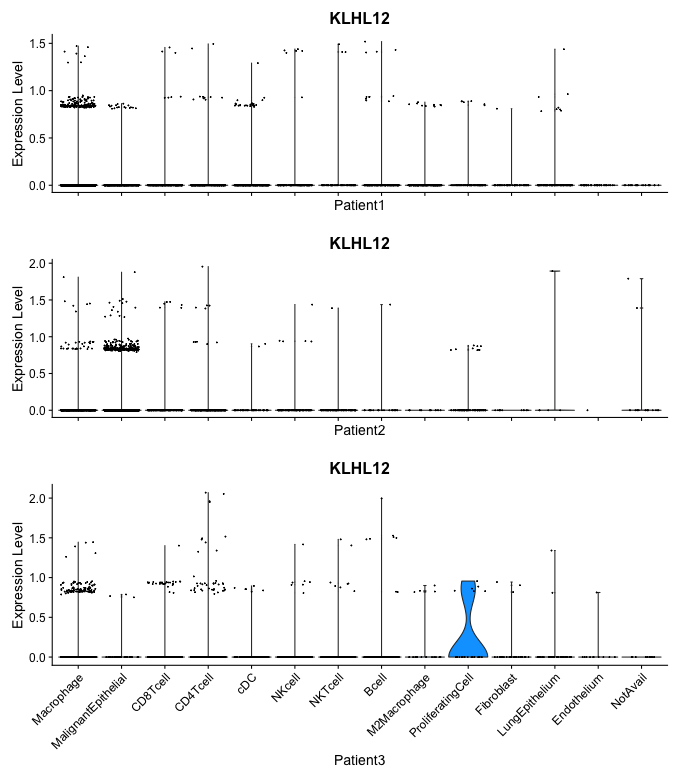 KLHL12
Expression Level
1.5
1.0
0.5
0.0
Patient1
KLHL12
Expression Level
2.0
1.5
1.0
0.5
0.0
Patient2
KLHL12
Expression Level
2.0
1.5
1.0
0.5
0.0
Macrophage
MalignantEpithelial
CD8Tcell
CD4Tcell
cDC
NKcell
NKTcell
Bcell
M2Macrophage
ProliferatingCell
Fibroblast
LungEpithelium
Endothelium
NotAvail
Patient3